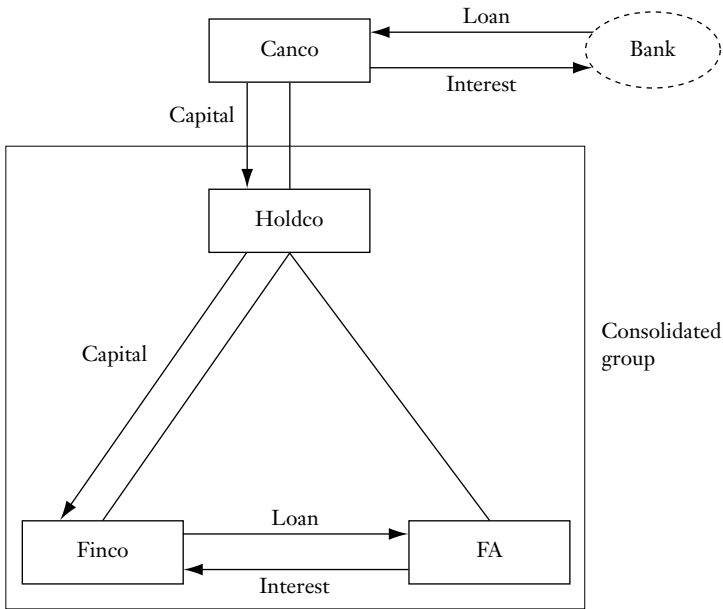 Loan
Canco
Bank
Interest
Capital
Holdco
Consolidated
group
Capital
Loan
Finco
FA
Interest